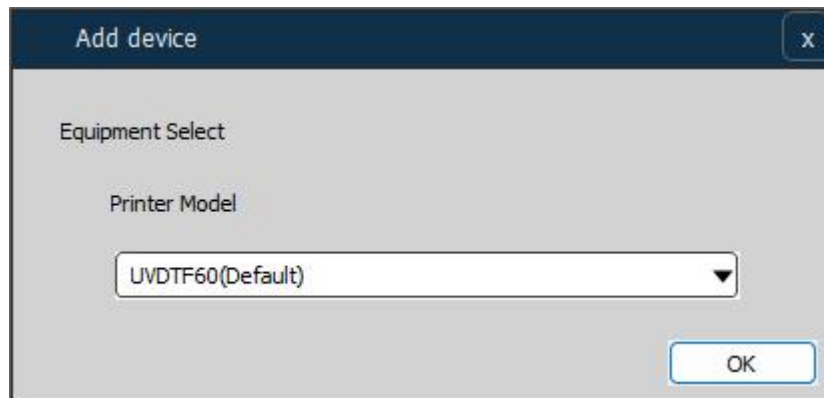 Add device
x
Equipment Select
Printer Model
UVDTF60(Default)
OK